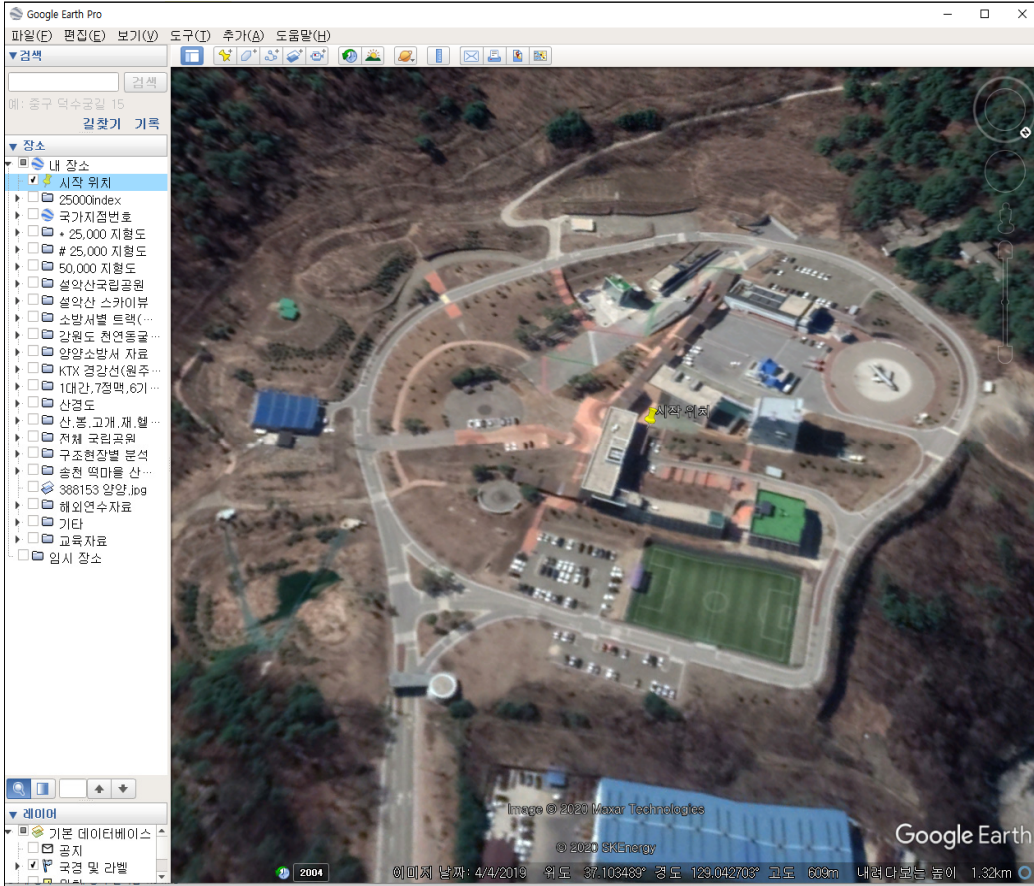 Google Earth Pro
파일(F) 편집(E) 보기(V) 도구(T) 추가(A) 도움말(H)
▼검색
검색
예: 중구 덕수궁길 15
길찾기 기록
▼ 장소
내 장소
시작 위치
25000index
국가지점번호
* 25,000 지형도
# 25,000 지형도
50,000 지형도
설악산국립공원
설악산 스카이뷰
소방서별 트랙(…
강원도 천연동굴…
양양소방서 자료
KTX 경강선(원주…
1대간,7정맥,6기…
산경도
산,봉,고개,재,헬…
전체 국립공원
구조현장별 분석
송천 떡마을 산…
388153 양양.jpg
해외연수자료
기타
교육자료
임시 장소
▼ 레이어
기본 데이터베이스
공지
국경 및 라벨
시작 위치
Image © 2020 Maxar Technologies
© 2020 SKEnergy
Google Earth
2004
이미지 날짜: 4/4/2019 위도 37.103489° 경도 129.042703° 고도 609m 내려다보는 높이 1.32km